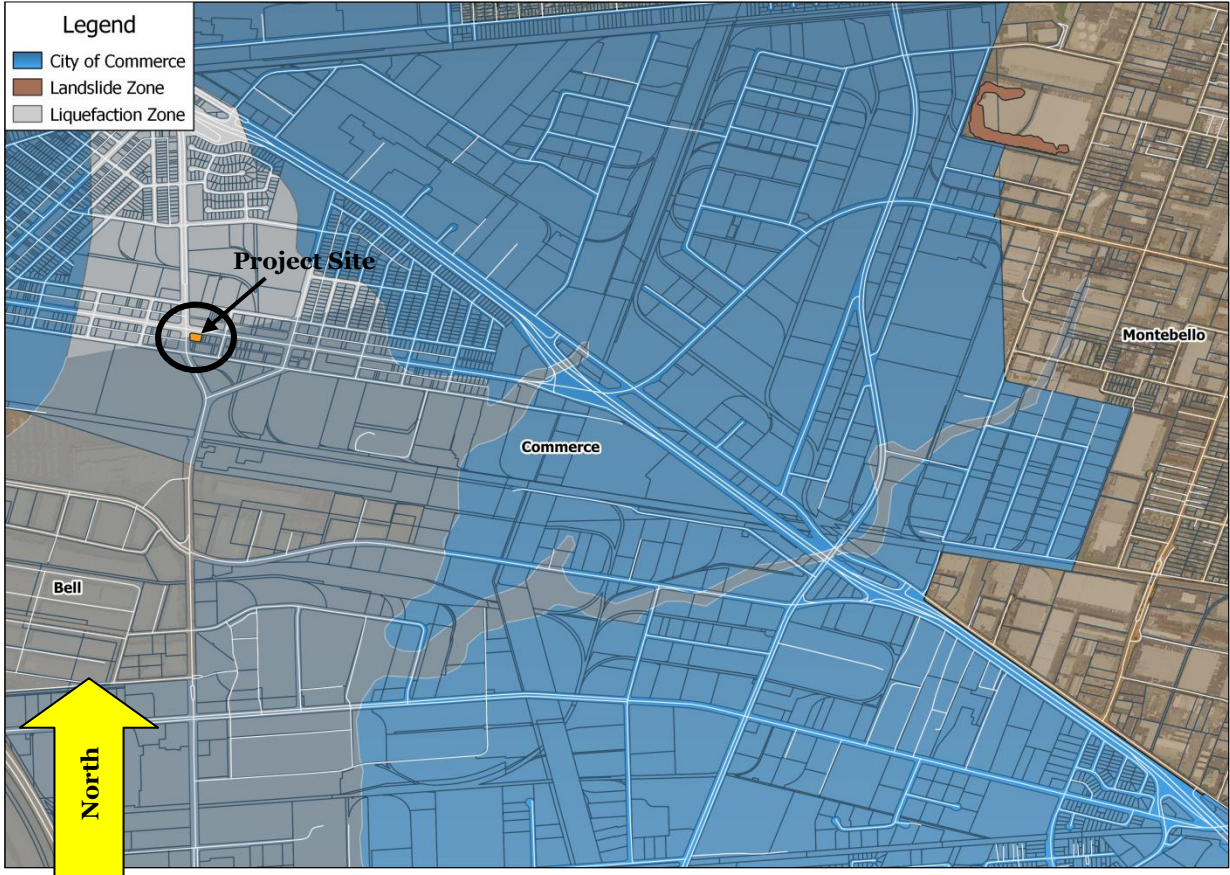 Legend
City of Commerce
Landslide Zone
Liquefaction Zone
Project Site
Montebello
Commerce
Bell
North